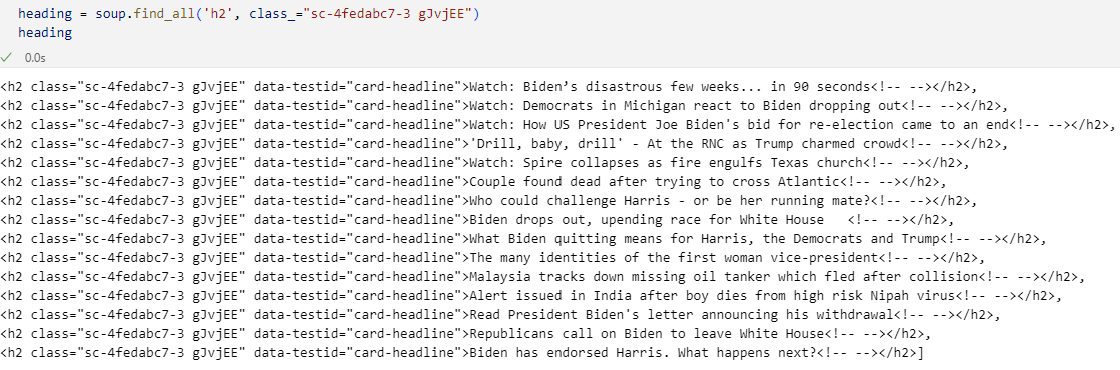 heading = soup.find_all('h2', class_="sc-4fedabc7-3 gJvjEE")
heading
✓ 0.0s
<h2 class="sc-4fedabc7-3 gJvjEE" data-testid="card-headline">Watch: Biden’s disastrous few weeks... in 90 seconds<!-- --></h2>,
<h2 class="sc-4fedabc7-3 gJvjEE" data-testid="card-headline">Watch: Democrats in Michigan react to Biden dropping out<!-- --></h2>,
<h2 class="sc-4fedabc7-3 gJvjEE" data-testid="card-headline">Watch: How US President Joe Biden's bid for re-election came to an end<!-- --></h2>,
<h2 class="sc-4fedabc7-3 gJvjEE" data-testid="card-headline">'Drill, baby, drill' - At the RNC as Trump charmed crowd<!-- --></h2>,
<h2 class="sc-4fedabc7-3 gJvjEE" data-testid="card-headline">Watch: Spire collapses as fire engulfs Texas church<!-- --></h2>,
<h2 class="sc-4fedabc7-3 gJvjEE" data-testid="card-headline">Couple found dead after trying to cross Atlantic<!-- --></h2>,
<h2 class="sc-4fedabc7-3 gJvjEE" data-testid="card-headline">Who could challenge Harris - or be her running mate?<!-- --></h2>,
<h2 class="sc-4fedabc7-3 gJvjEE" data-testid="card-headline">Biden drops out, upending race for White House   <!-- --></h2>,
<h2 class="sc-4fedabc7-3 gJvjEE" data-testid="card-headline">What Biden quitting means for Harris, the Democrats and Trump<!-- --></h2>,
<h2 class="sc-4fedabc7-3 gJvjEE" data-testid="card-headline">The many identities of the first woman vice-president<!-- --></h2>,
<h2 class="sc-4fedabc7-3 gJvjEE" data-testid="card-headline">Malaysia tracks down missing oil tanker which fled after collision<!-- --></h2>,
<h2 class="sc-4fedabc7-3 gJvjEE" data-testid="card-headline">Alert issued in India after boy dies from high risk Nipah virus<!-- --></h2>,
<h2 class="sc-4fedabc7-3 gJvjEE" data-testid="card-headline">Read President Biden's letter announcing his withdrawal<!-- --></h2>,
<h2 class="sc-4fedabc7-3 gJvjEE" data-testid="card-headline">Republicans call on Biden to leave White House<!-- --></h2>,
<h2 class="sc-4fedabc7-3 gJvjEE" data-testid="card-headline">Biden has endorsed Harris. What happens next?<!-- --></h2>]